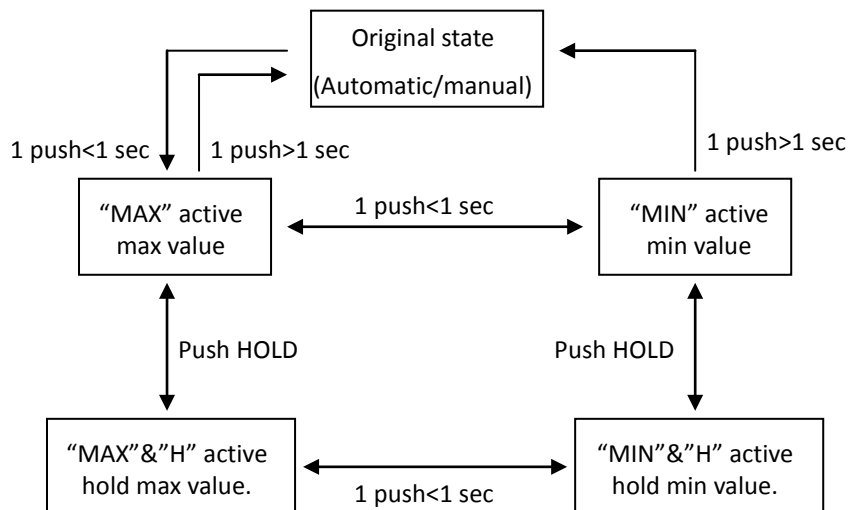 Original state
(Automatic/manual)
1 push<1 sec
1 push>1 sec
1 push>1 sec
“MAX” active
max value
1 push<1 sec
“MIN” active
min value
Push HOLD
Push HOLD
“MAX”&”H” active
hold max value.
1 push<1 sec
“MIN”&”H” active
hold min value.